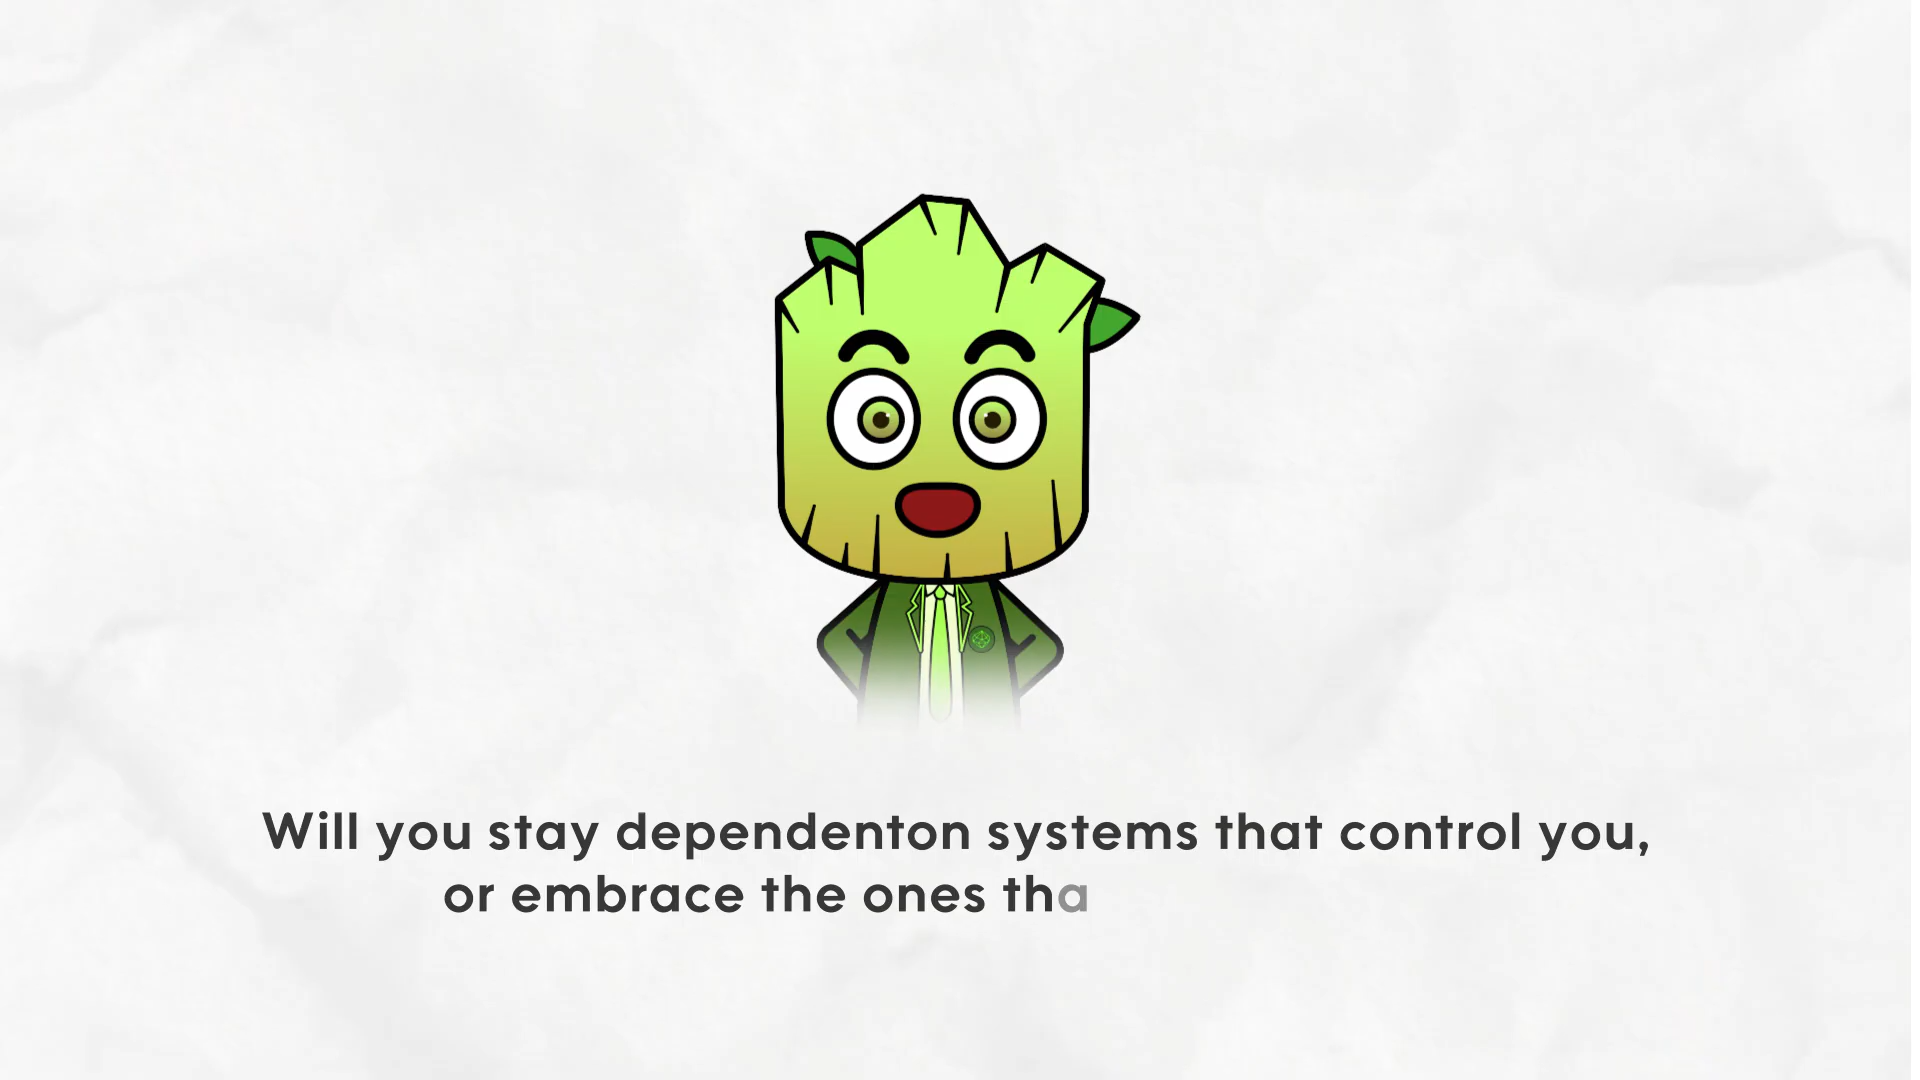 Will you stay dependenton systems that control you,
or embrace the ones tha